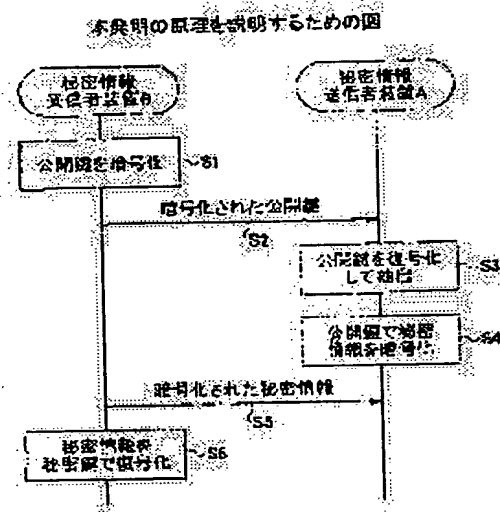 本発明の原理を説明するための図
秘密情報
受信者装置B
秘密情報
送信者装置A
公開鍵を暗号化
S1
暗号化された公開鍵
S2
公開鍵を復号化
して抽出
S3
公開鍵で秘密
情報を暗号化
S4
暗号化された秘密情報
S5
秘密情報を
秘密鍵で復号化
S6